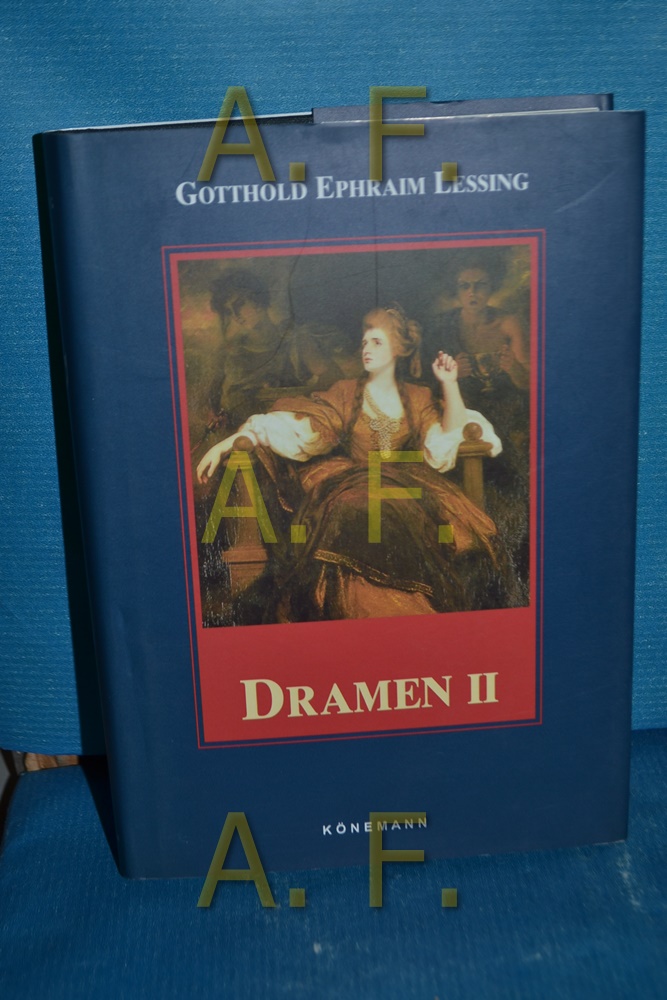 A. F.
GOTTHOLD EPHRAIM LESSING
A. F.
DRAMEN II
KÖNEMANN
A. F.